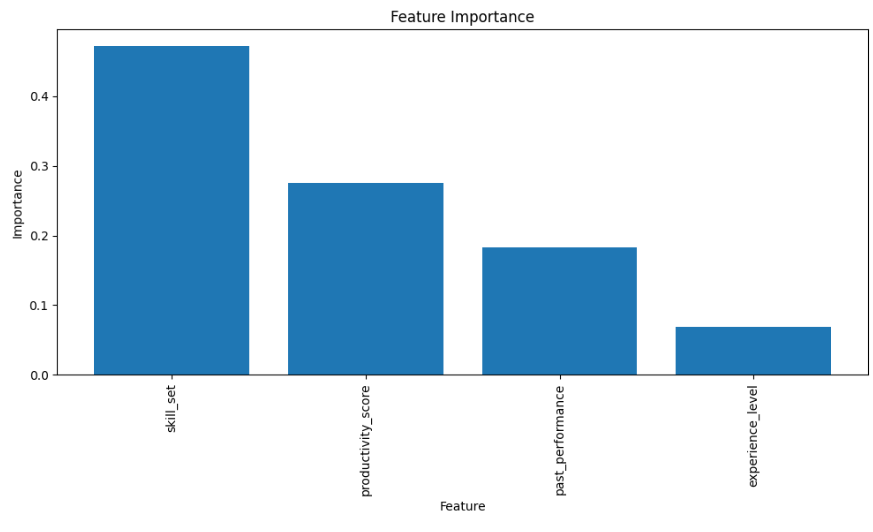 Feature Importance
Importance
0.4
0.3
0.2
0.1
0.0
skill_set
productivity_score
past_performance
experience_level
Feature